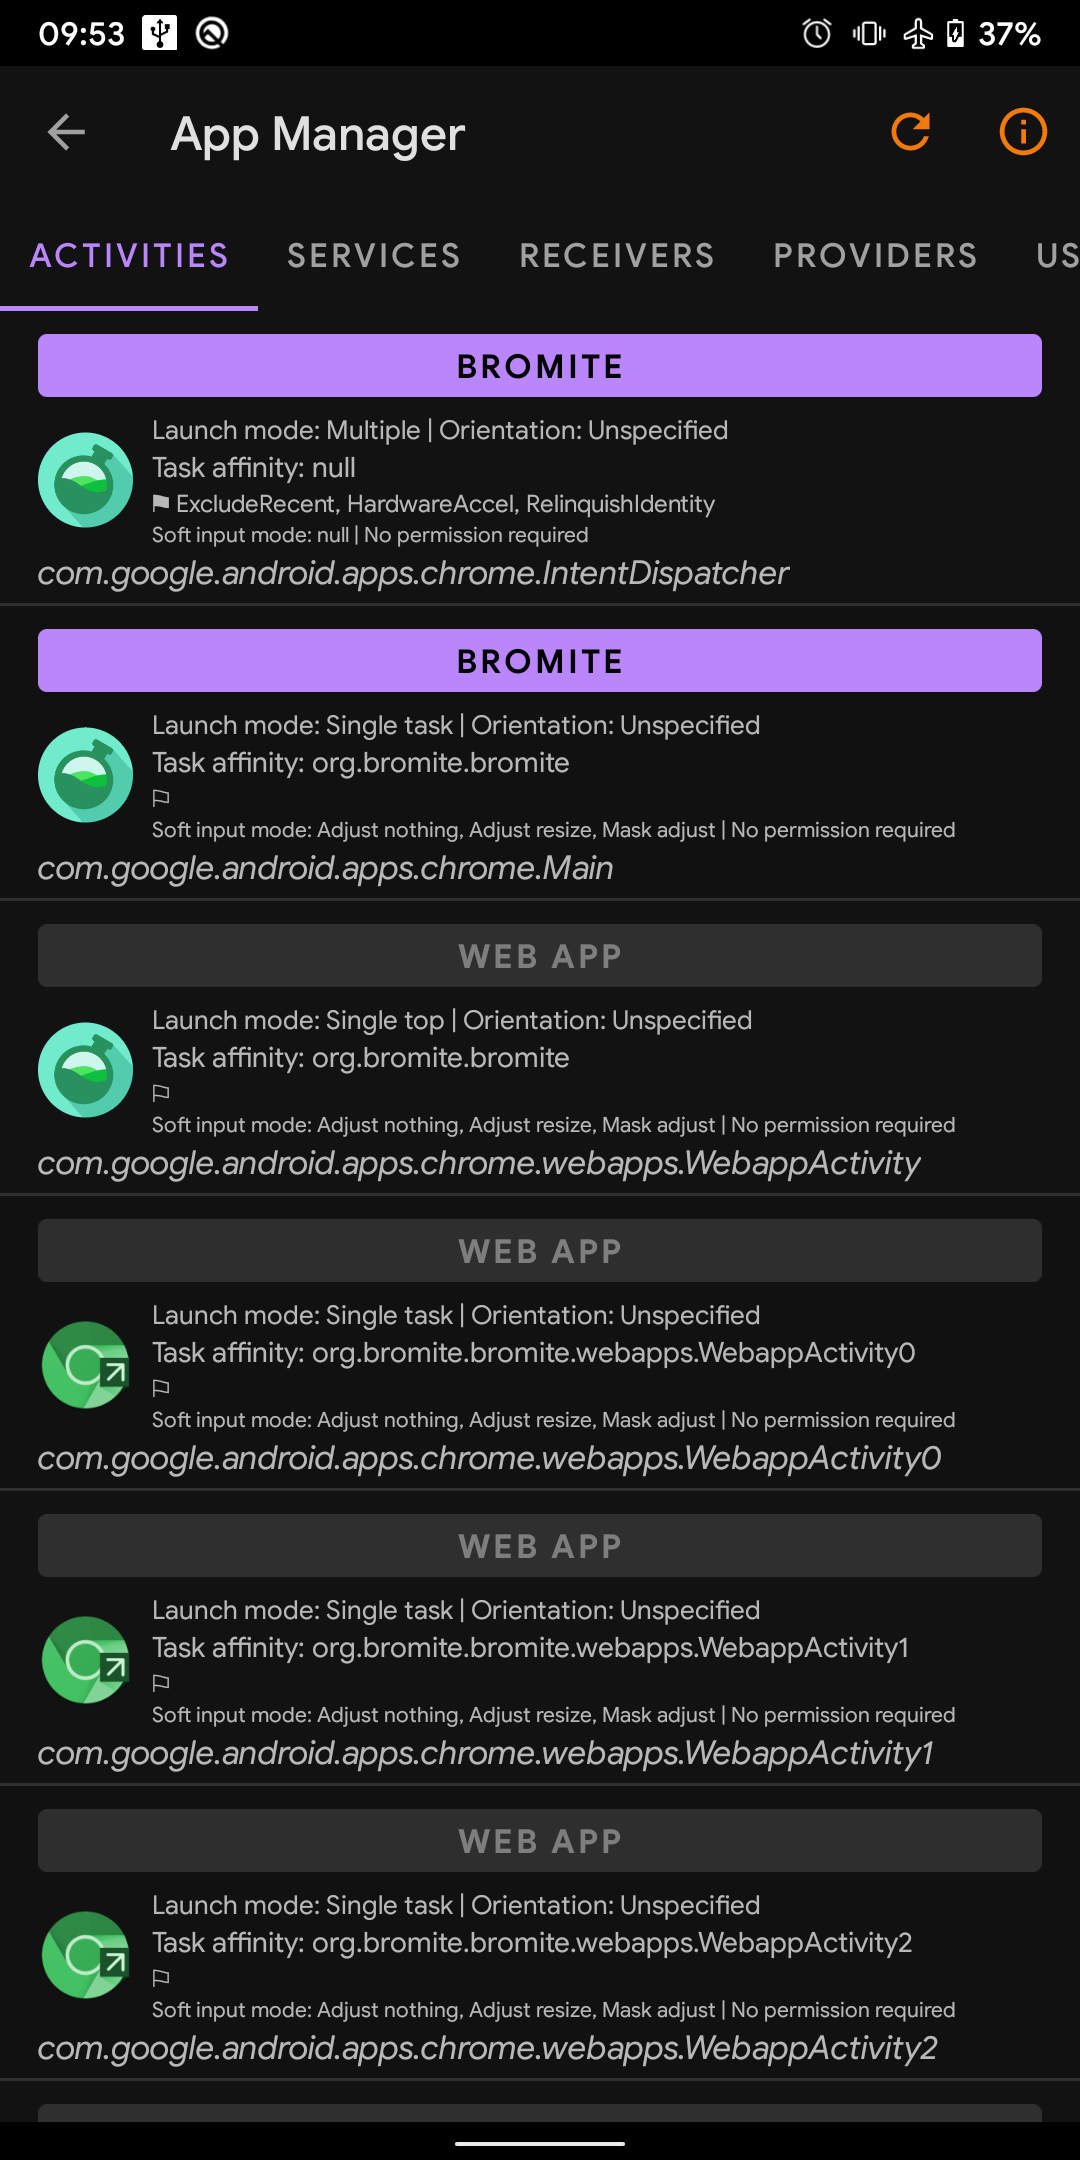 09:53
37%
App Manager
ACTIVITIES SERVICES RECEIVERS PROVIDERS US
BROMITE
Launch mode: Multiple | Orientation: Unspecified
Task affinity: null
ExcludeRecent, HardwareAccel, RelinquishIdentity
Soft input mode: null | No permission required
com.google.android.apps.chrome.IntentDispatcher
BROMITE
Launch mode: Single task | Orientation: Unspecified
Task affinity: org.bromite.bromite
Soft input mode: Adjust nothing, Adjust resize, Mask adjust | No permission required
com.google.android.apps.chrome.Main
WEB APP
Launch mode: Single top | Orientation: Unspecified
Task affinity: org.bromite.bromite
Soft input mode: Adjust nothing, Adjust resize, Mask adjust | No permission required
com.google.android.apps.chrome.webapps.WebappActivity
WEB APP
Launch mode: Single task | Orientation: Unspecified
Task affinity: org.bromite.bromite.webapps.WebappActivity0
Soft input mode: Adjust nothing, Adjust resize, Mask adjust | No permission required
com.google.android.apps.chrome.webapps.WebappActivity0
WEB APP
Launch mode: Single task | Orientation: Unspecified
Task affinity: org.bromite.bromite.webapps.WebappActivity1
Soft input mode: Adjust nothing, Adjust resize, Mask adjust | No permission required
com.google.android.apps.chrome.webapps.WebappActivity1
WEB APP
Launch mode: Single task | Orientation: Unspecified
Task affinity: org.bromite.bromite.webapps.WebappActivity2
Soft input mode: Adjust nothing, Adjust resize, Mask adjust | No permission required
com.google.android.apps.chrome.webapps.WebappActivity2